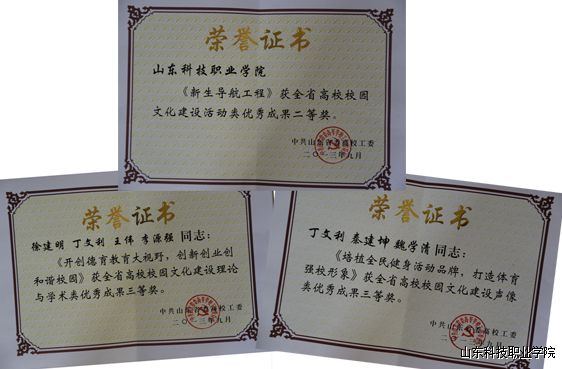 荣誉证书
山东科技职业学院
《新生导航工程》获全省高校校园
文化建设活动类优秀成果二等奖。
中共山东省委高校工委
二〇一三年九月
荣誉证书
徐建明 丁文利 王伟 李源强 同志：
《开创德育教育大视野，创新创业创
和谐校园》获全省高校校园文化建设理论
与学术类优秀成果三等奖。
中共山东省委高校工委
二〇一三年九月
荣誉证书
丁文利 秦建坤 魏学清 同志：
《培植全民健身活动品牌，打造体育
强校形象》获全省高校校园文化建设声像
类优秀成果三等奖。
中共山东省委高校工委
二〇一三年九月
山东科技职业学院